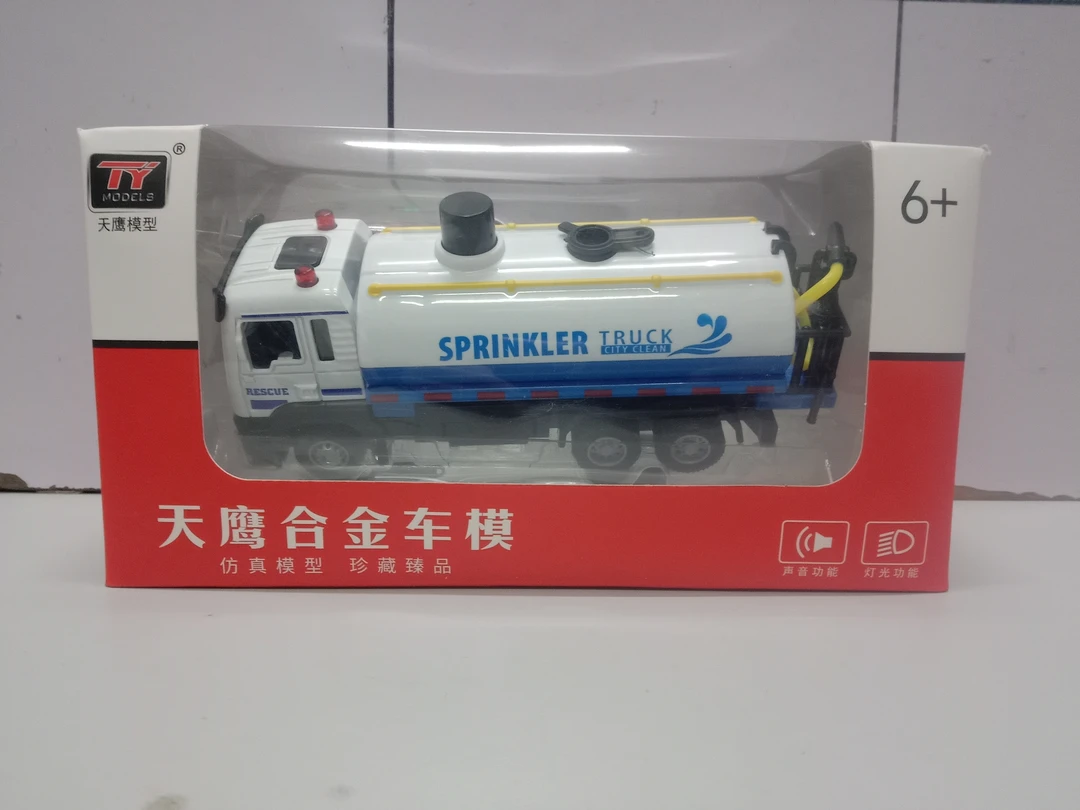 TY
MODELS
®
天鹰模型
6+
SPRINKLER TRUCK
CITY CLEAN
RESCUE
天鹰合金车模
仿真模型 珍藏臻品
声音功能
灯光功能